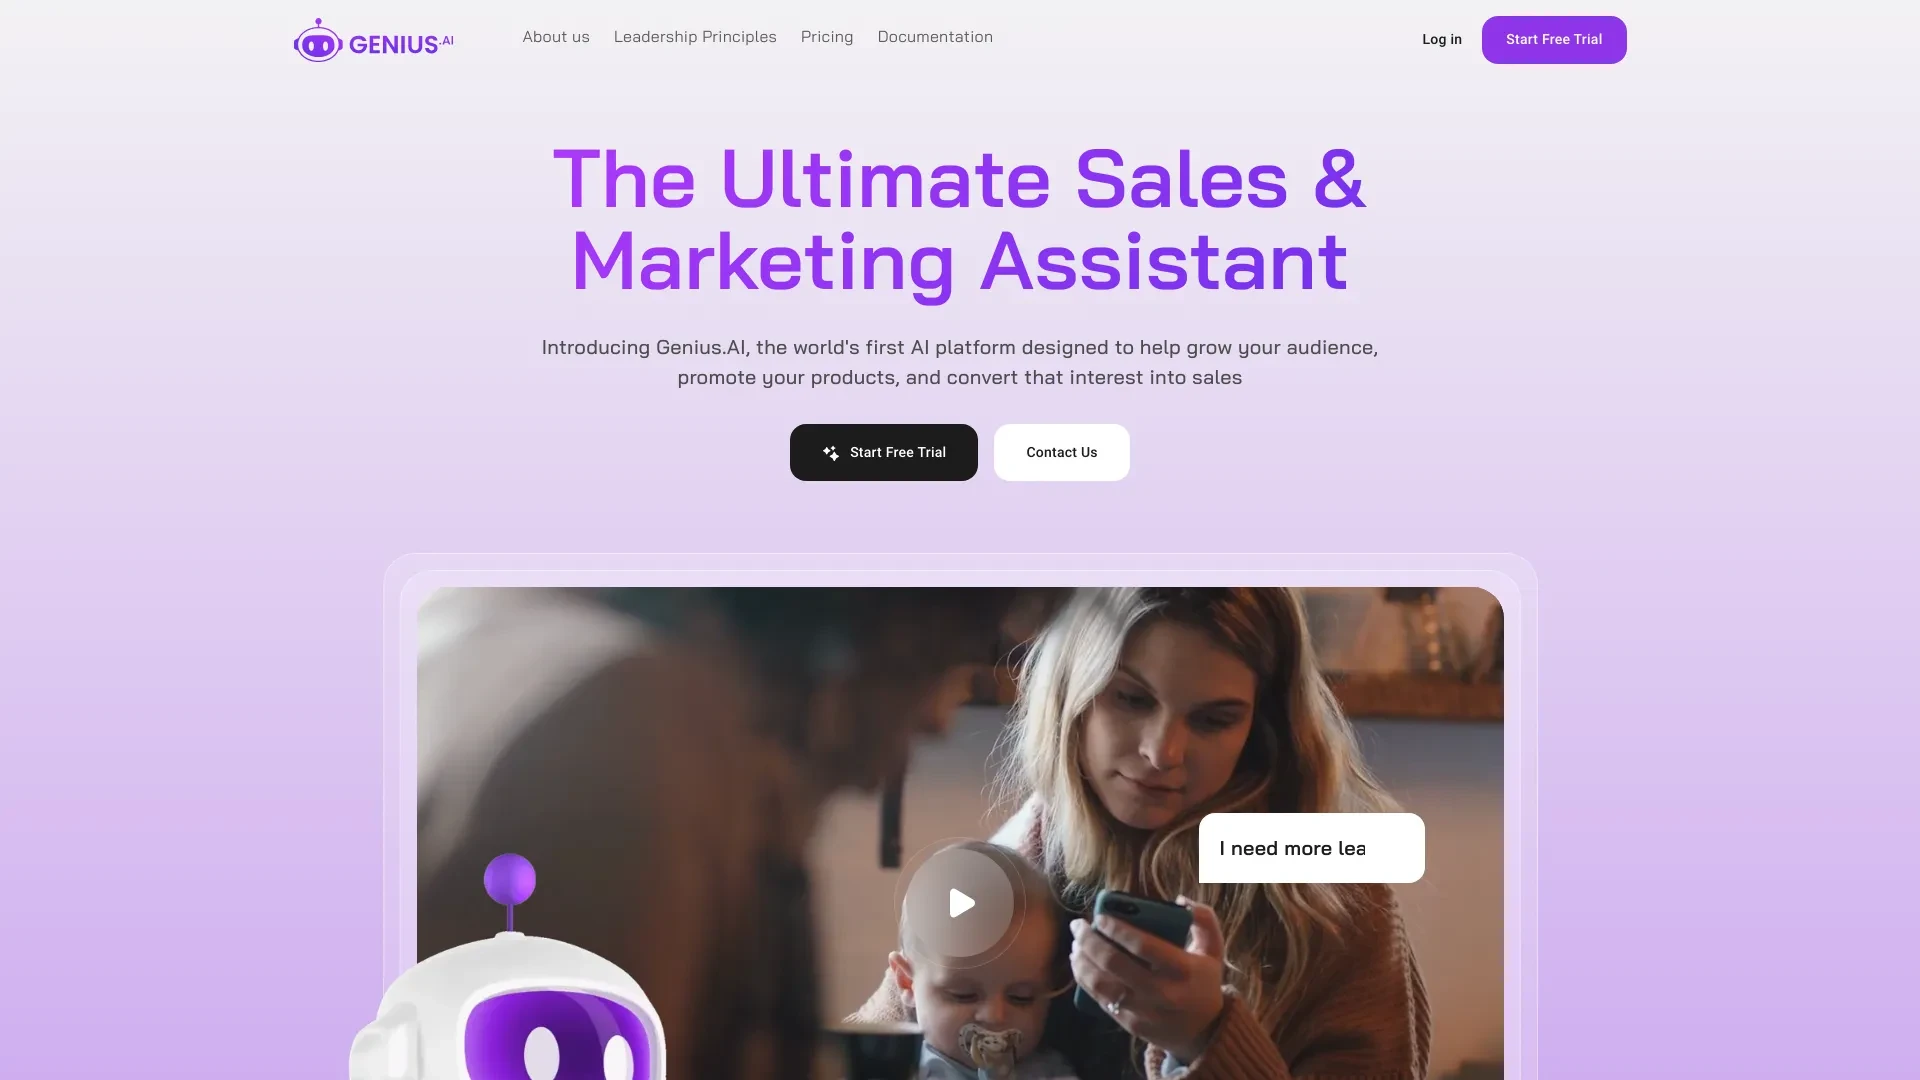 GENIUS.AI
About us
Leadership Principles
Pricing
Documentation
Log in
Start Free Trial
The Ultimate Sales &
Marketing Assistant
Introducing Genius.AI, the world's first AI platform designed to help grow your audience,
promote your products, and convert that interest into sales
Start Free Trial
Contact Us
I need more lea